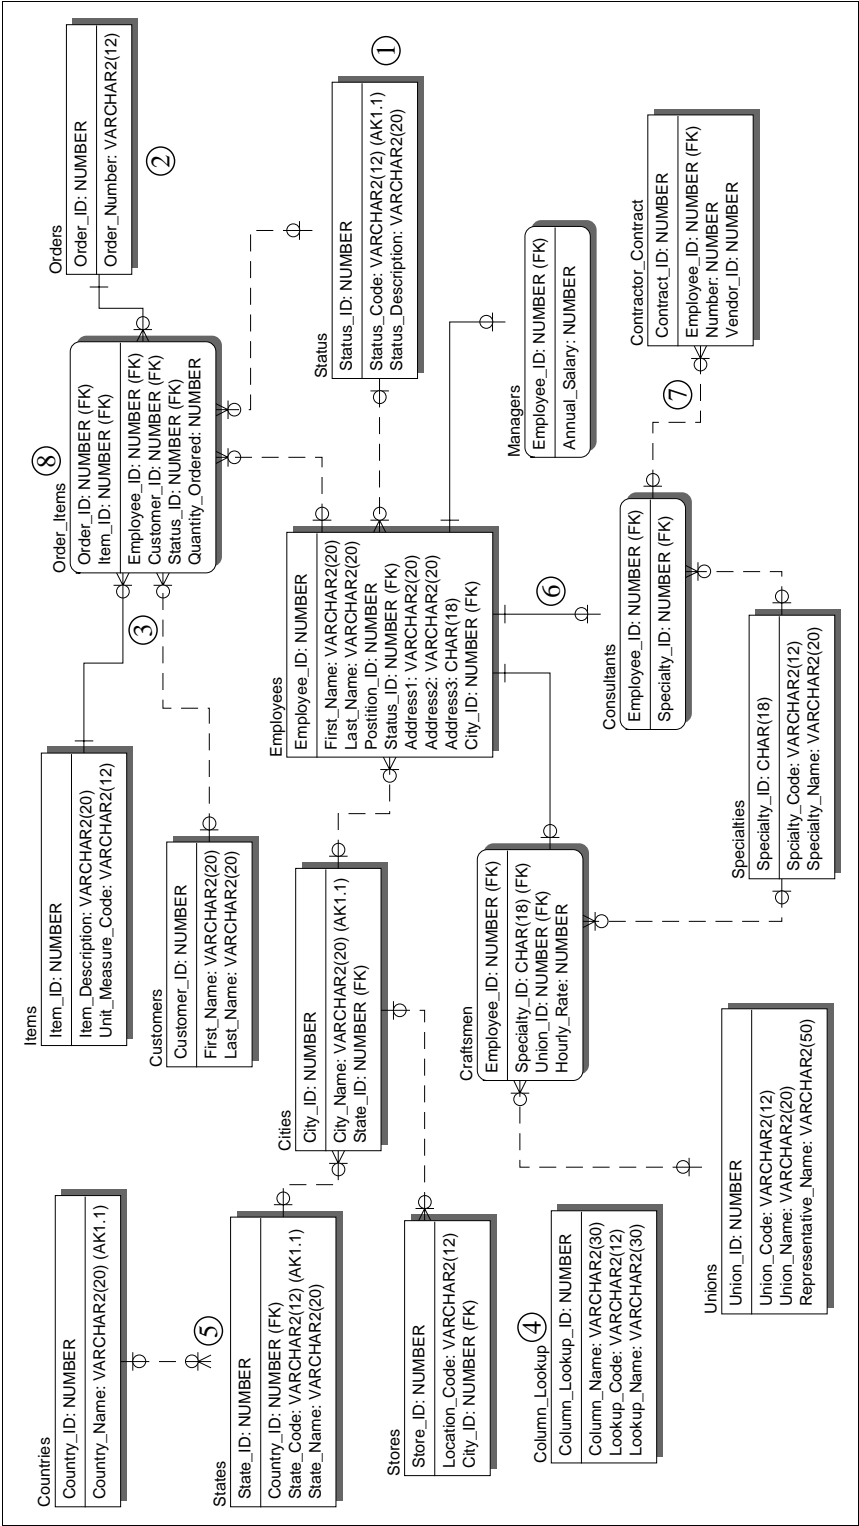 Countries
Country_ID: NUMBER
Country_Name: VARCHAR2(20) (AK1.1)
5
States
State_ID: NUMBER
Country_ID: NUMBER (FK)
State_Code: VARCHAR2(12) (AK1.1)
State_Name: VARCHAR2(20)
Stores
Store_ID: NUMBER
Location_Code: VARCHAR2(12)
City_ID: NUMBER (FK)
Column_Lookup
4
Column_Lookup_ID: NUMBER
Column_Name: VARCHAR2(30)
Lookup_Code: VARCHAR2(12)
Lookup_Name: VARCHAR2(30)
Unions
Union_ID: NUMBER
Union_Code: VARCHAR2(12)
Union_Name: VARCHAR2(20)
Representative_Name: VARCHAR2(50)
Items
Item_ID: NUMBER
Item_Description: VARCHAR2(20)
Unit_Measure_Code: VARCHAR2(12)
Customers
Customer_ID: NUMBER
First_Name: VARCHAR2(20)
Last_Name: VARCHAR2(20)
Cities
City_ID: NUMBER
City_Name: VARCHAR2(20) (AK1.1)
State_ID: NUMBER (FK)
Craftsmen
Employee_ID: NUMBER (FK)
Specialty_ID: CHAR(18) (FK)
Union_ID: NUMBER (FK)
Hourly_Rate: NUMBER
Specialties
Specialty_ID: CHAR(18)
Spcialty_Code: VARCHAR2(12)
Specialty_Name: VARCHAR2(20)
3
Order_Items
8
Order_ID: NUMBER (FK)
Item_ID: NUMBER (FK)
Employee_ID: NUMBER (FK)
Customer_ID: NUMBER (FK)
Status_ID: NUMBER (FK)
Quantity_Ordered: NUMBER
Employees
Employee_ID: NUMBER
First_Name: VARCHAR2(20)
Last_Name: VARCHAR2(20)
Postition_ID: NUMBER
Status_ID: NUMBER (FK)
Address1: VARCHAR2(20)
Address2: VARCHAR2(20)
Address3: CHAR(18)
City_ID: NUMBER (FK)
6
Consultants
Employee_ID: NUMBER (FK)
Specialty_ID: NUMBER (FK)
7
Orders
Order_ID: NUMBER
Order_Number: VARCHAR2(12)
2
Status
Status_ID: NUMBER
Status_Code: VARCHAR2(12) (AK1.1)
Status_Description: VARCHAR2(20)
1
Managers
Employee_ID: NUMBER (FK)
Annual_Salary: NUMBER
Contractor_Contract
Contract_ID: NUMBER
Employee_ID: NUMBER (FK)
Number: NUMBER
Vendor_ID: NUMBER